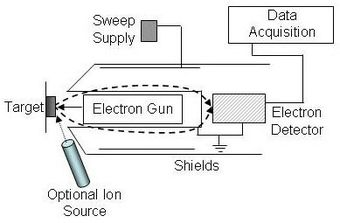 Sweep
Supply
Data
Acquisition
Target
Electron Gun
Electron
Detector
Shields
Optional Ion
Source